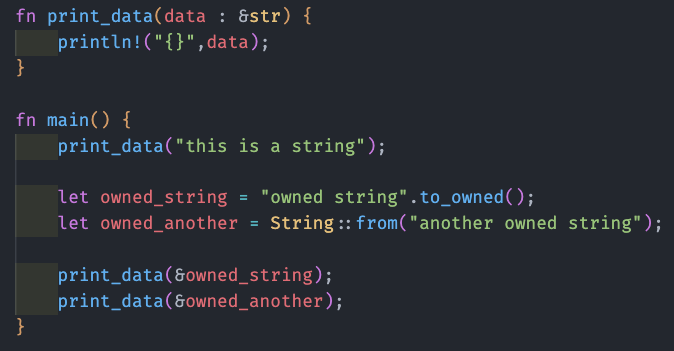 fn print_data(data : &str) {
    println!("{}",data);
}

fn main() {
    print_data("this is a string");

    let owned_string = "owned string".to_owned();
    let owned_another = String::from("another owned string");

    print_data(&owned_string);
    print_data(&owned_another);
}